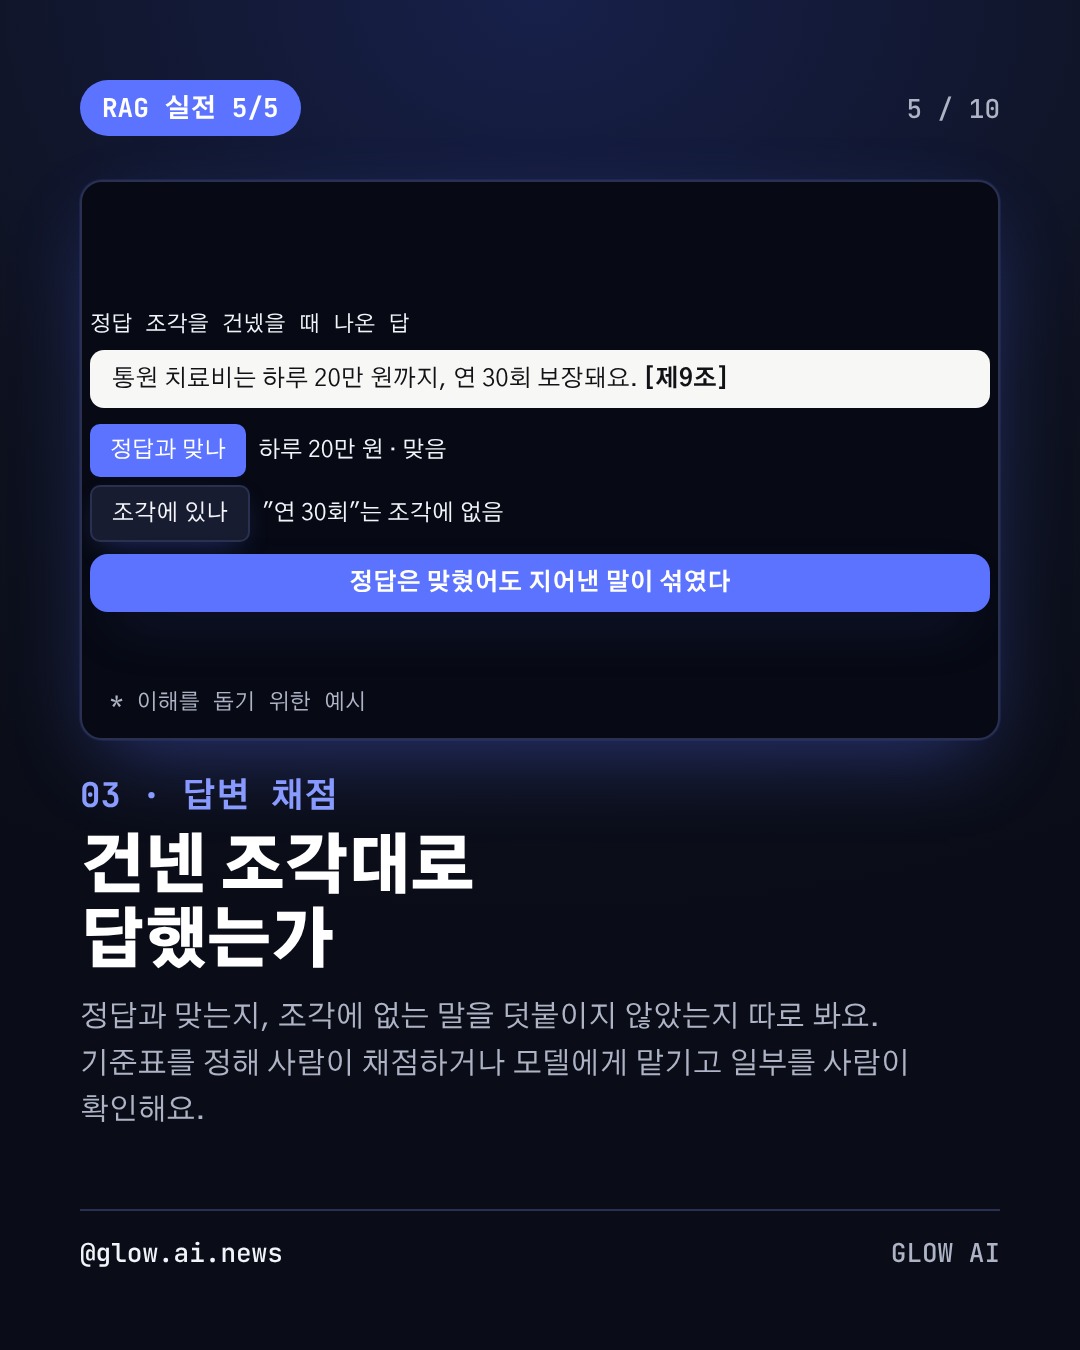 RAG 실전 5/5
5 / 10
정답 조각을 건넸을 때 나온 답
통원 치료비는 하루 20만 원까지, 연 30회 보장돼요. [제9조]
정답과 맞나 하루 20만 원 · 맞음
조각에 있나 ”연 30회”는 조각에 없음
정답은 맞혔어도 지어낸 말이 섞였다
* 이해를 돕기 위한 예시
03 · 답변 채점
건넨 조각대로
답했는가
정답과 맞는지, 조각에 없는 말을 덧붙이지 않았는지 따로 봐요.
기준표를 정해 사람이 채점하거나 모델에게 맡기고 일부를 사람이
확인해요.
@glow.ai.news
GLOW AI